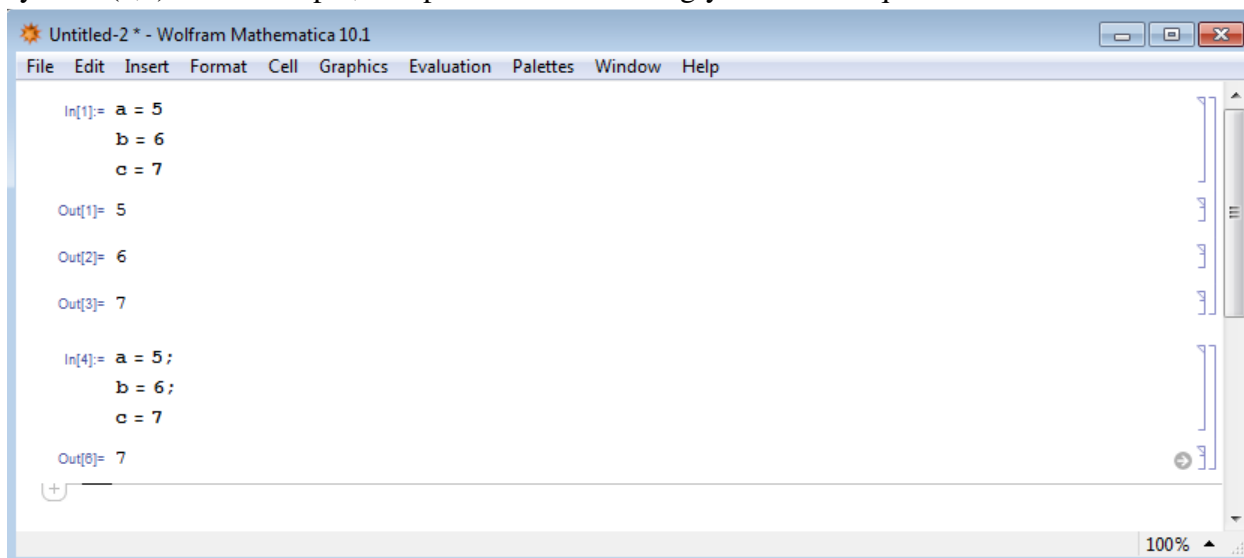 Untitled-2 * - Wolfram Mathematica 10.1
File Edit Insert Format Cell Graphics Evaluation Palettes Window Help
In[1]:= a = 5
b = 6
c = 7
Out[1]= 5
Out[2]= 6
Out[3]= 7
In[4]:= a = 5;
b = 6;
c = 7
Out[6]= 7
100%